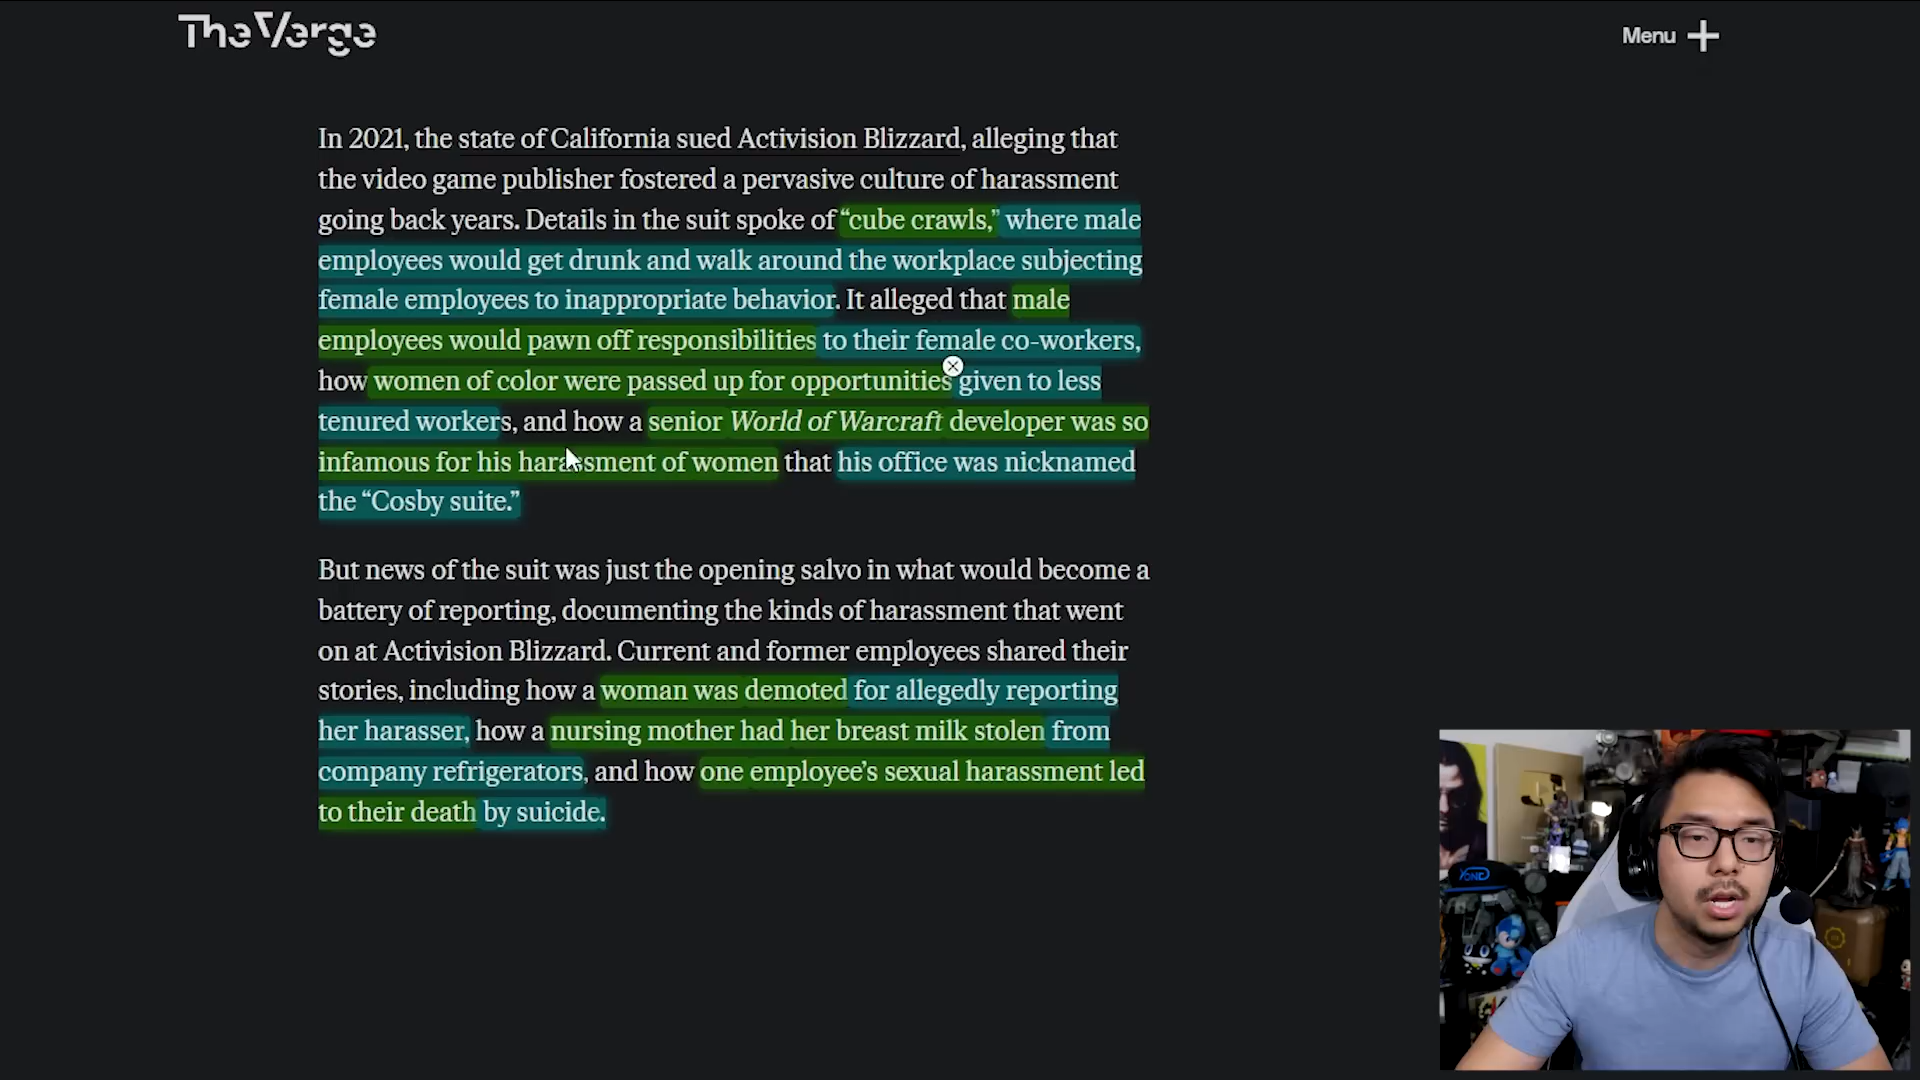 The Verge
Menu
In 2021, the state of California sued Activision Blizzard, alleging that
the video game publisher fostered a pervasive culture of harassment
going back years. Details in the suit spoke of “cube crawls,” where male
employees would get drunk and walk around the workplace subjecting
female employees to inappropriate behavior. It alleged that male
employees would pawn off responsibilities to their female co-workers,
how women of color were passed up for opportunities given to less
tenured workers, and how a senior World of Warcraft developer was so
infamous for his harassment of women that his office was nicknamed
the “Cosby suite.”
But news of the suit was just the opening salvo in what would become a
battery of reporting, documenting the kinds of harassment that went
on at Activision Blizzard. Current and former employees shared their
stories, including how a woman was demoted for allegedly reporting
her harasser, how a nursing mother had her breast milk stolen from
company refrigerators, and how one employee’s sexual harassment led
to their death by suicide.
YONG